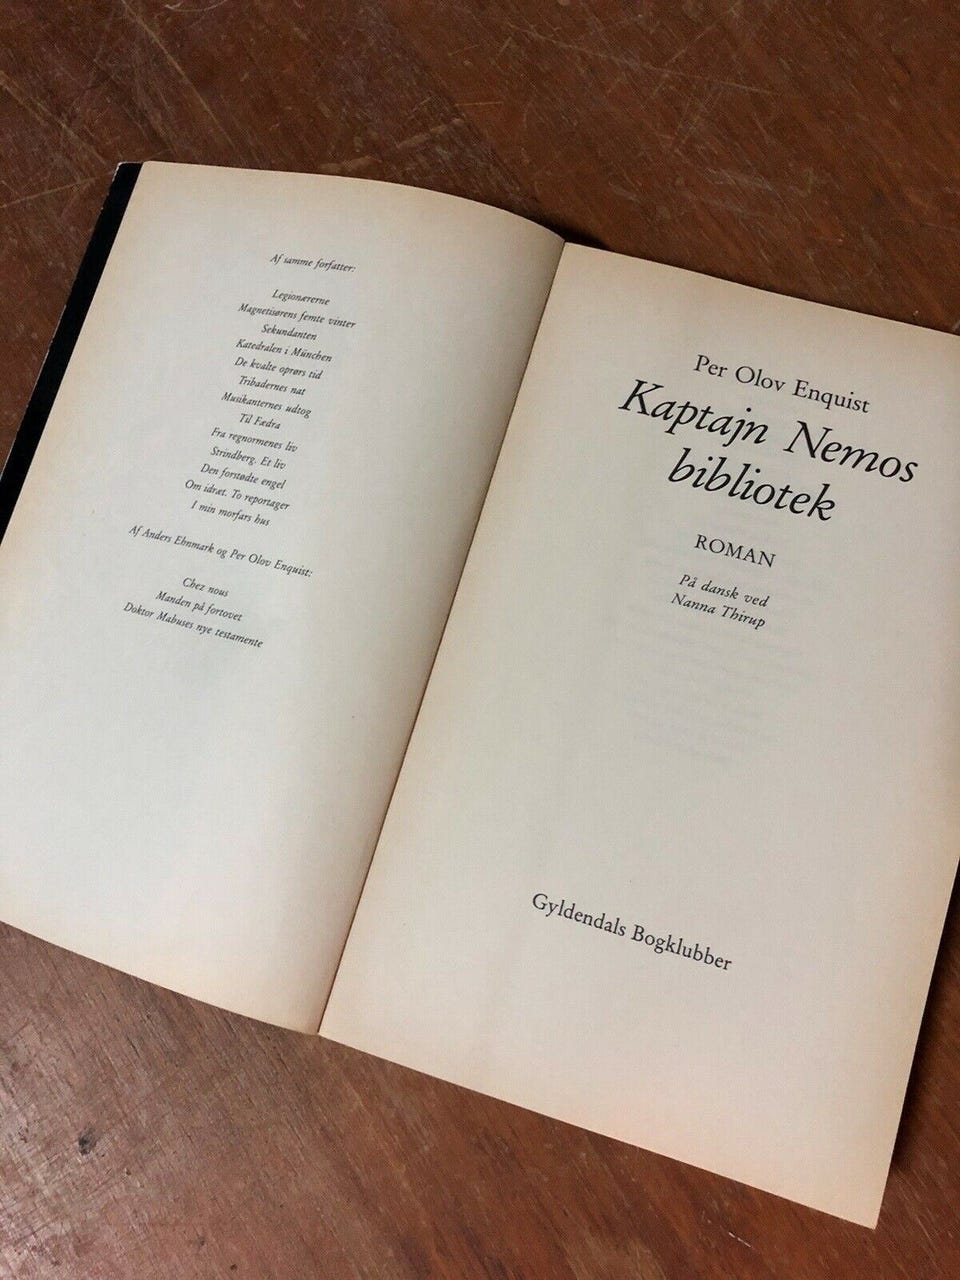 Af samme forfatter:
Legionærerne
Magnetisørens femte vinter
Sekundanten
Katedralen i München
De kvalte oprørs tid
Tribadernes nat
Musikanternes udtog
Til Fædra
Fra regnormenes liv
Strindberg. Et liv
Den forstødte engel
Om idræt. To reportager
I min morfars hus
Af Anders Ehnmark og Per Olov Enquist:
Chez nous
Manden på fortovet
Doktor Mabuses nye testamente
Per Olov Enquist
Kaptajn Nemos
bibliotek
ROMAN
På dansk ved
Nanna Thirup
Gyldendals Bogklubber